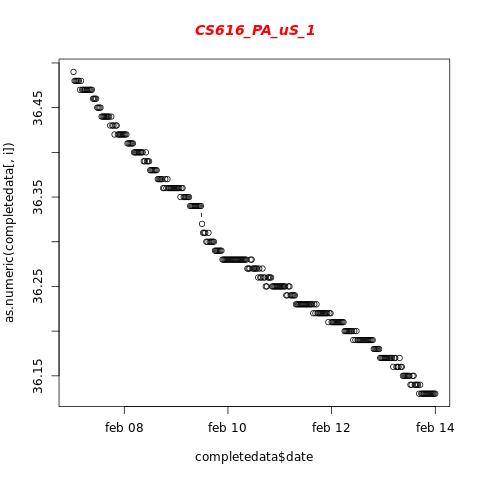 CS616_PA_uS_1
as.numeric(completedata[, i])
36.45
36.35
36.25
36.15
feb 08
feb 10
feb 12
feb 14
completedata$date